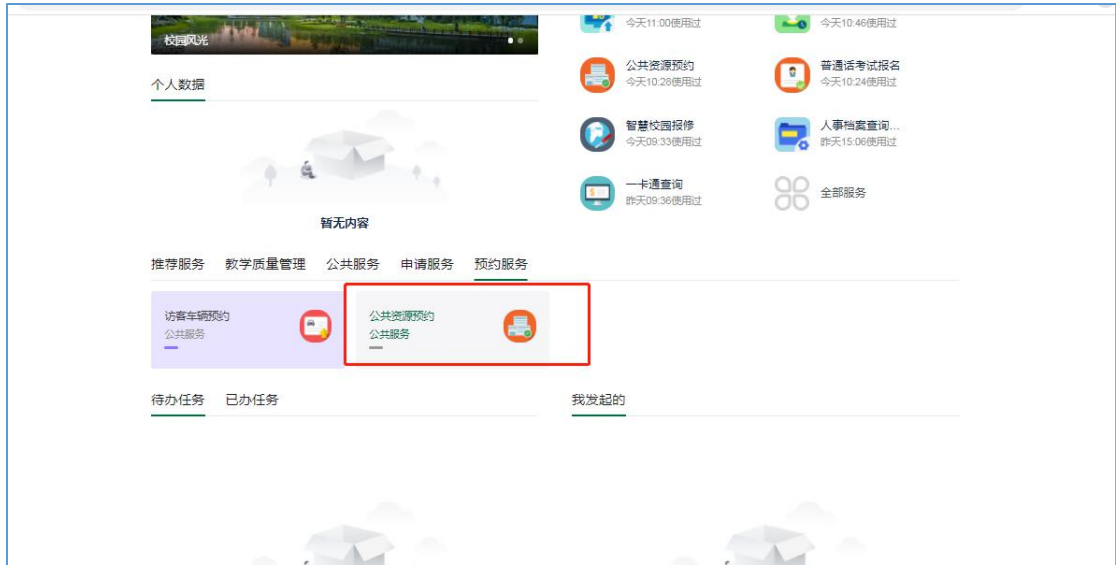 校园风光
今天11:00使用过
今天10:46使用过
公共资源预约
今天10:28使用过
普通话考试报名
今天10:24使用过
个人数据
智慧校园报修
今天09:33使用过
人事档案查询...
昨天15:06使用过
一卡通查询
昨天09:36使用过
全部服务
暂无内容
推荐服务 教学质量管理 公共服务 申请服务 预约服务
访客车辆预约
公共服务
公共资源预约
公共服务
待办任务 已办任务
我发起的